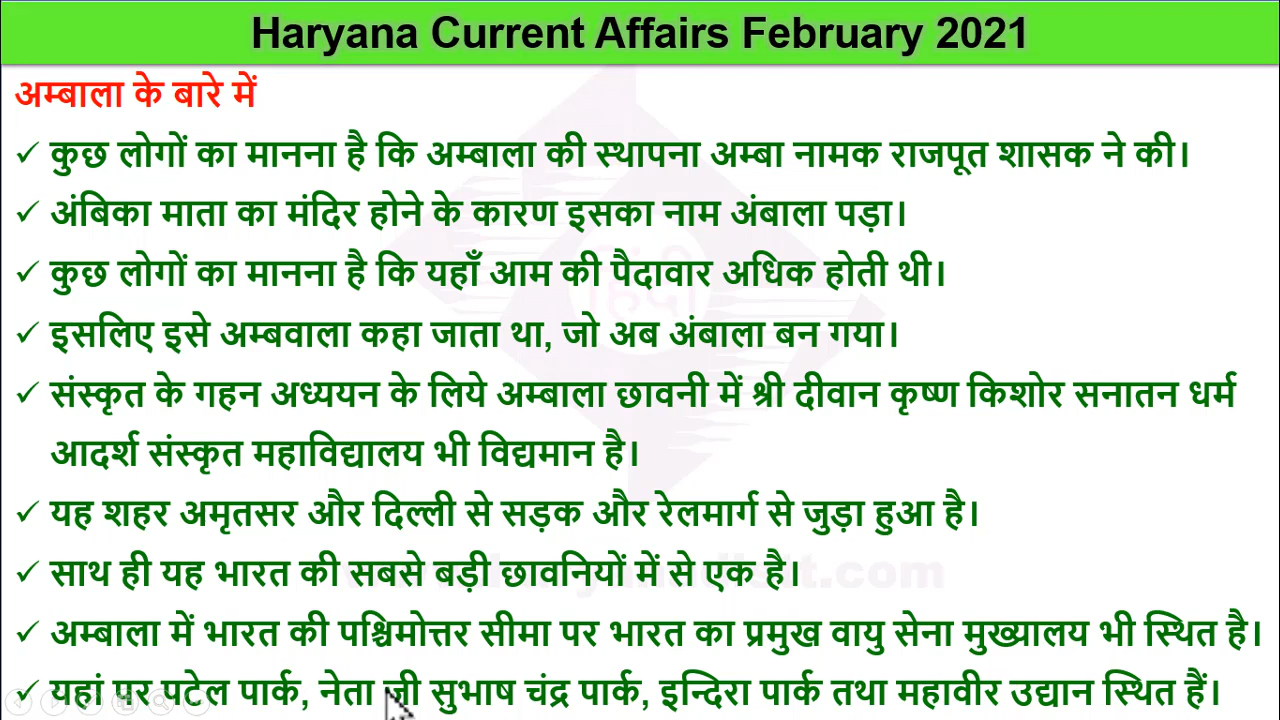 Haryana Current Affairs February 2021
अम्बाला के बारे में
✓ कुछ लोगों का मानना है कि अम्बाला की स्थापना अम्बा नामक राजपूत शासक ने की।
✓ अंबिका माता का मंदिर होने के कारण इसका नाम अंबाला पड़ा।
✓ कुछ लोगों का मानना है कि यहाँ आम की पैदावार अधिक होती थी।
✓ इसलिए इसे अम्बवाला कहा जाता था, जो अब अंबाला बन गया।
✓ संस्कृत के गहन अध्ययन के लिये अम्बाला छावनी में श्री दीवान कृष्ण किशोर सनातन धर्म
आदर्श संस्कृत महाविद्यालय भी विद्यमान है।
✓ यह शहर अमृतसर और दिल्ली से सड़क और रेलमार्ग से जुड़ा हुआ है।
✓ साथ ही यह भारत की सबसे बड़ी छावनियों में से एक है।
✓ अम्बाला में भारत की पश्चिमोत्तर सीमा पर भारत का प्रमुख वायु सेना मुख्यालय भी स्थित है।
✓ यहां पर पटेल पार्क, नेता जी सुभाष चंद्र पार्क, इन्दिरा पार्क तथा महावीर उद्यान स्थित हैं।